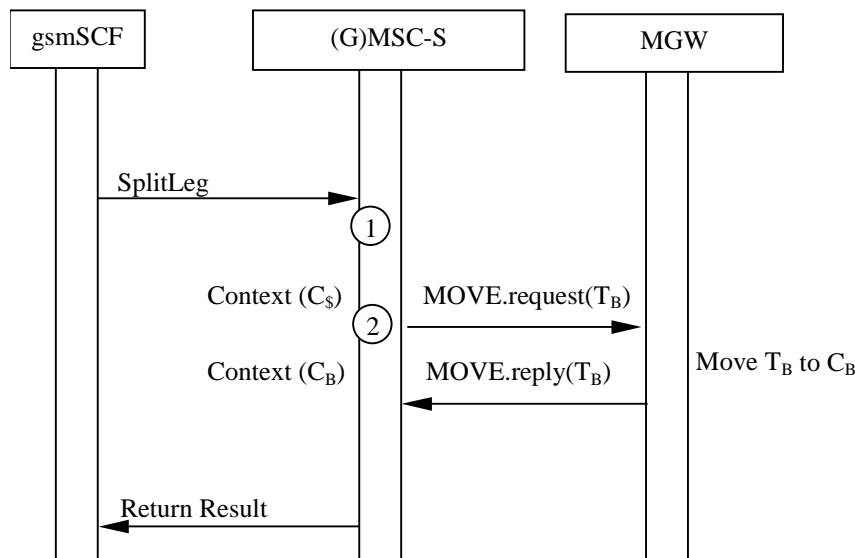 gsmSCF
(G)MSC-S
MGW
SplitLeg
1
Context (C$)
MOVE.request(TB)
2
Context (CB)
MOVE.reply(TB)
Move TB to CB
Return Result